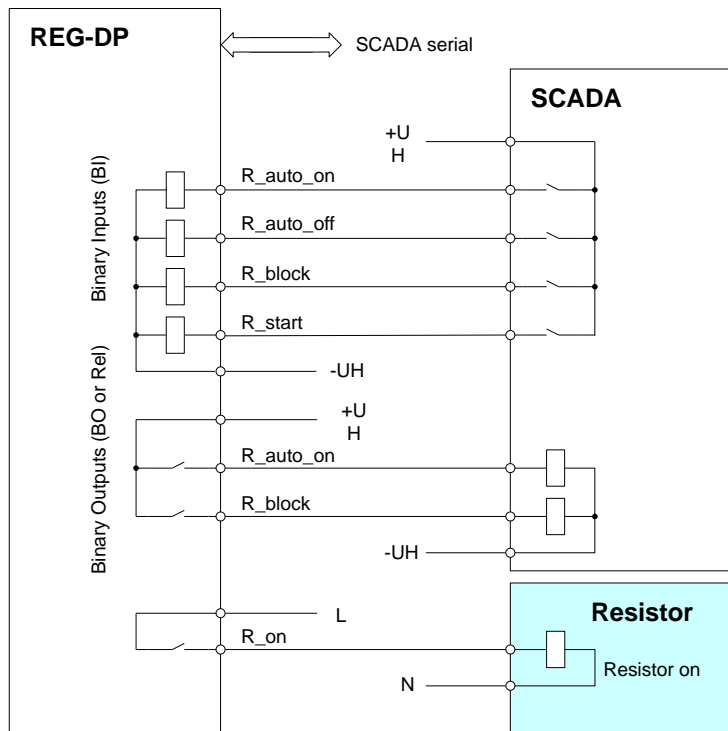 REG-DP
SCADA serial
SCADA
+U
H
Binary Inputs (BI)
R_auto_on
R_auto_off
R_block
R_start
-UH
+U
H
Binary Outputs (BO or Rel)
R_auto_on
R_block
-UH
Resistor
L
R_on
Resistor on
N